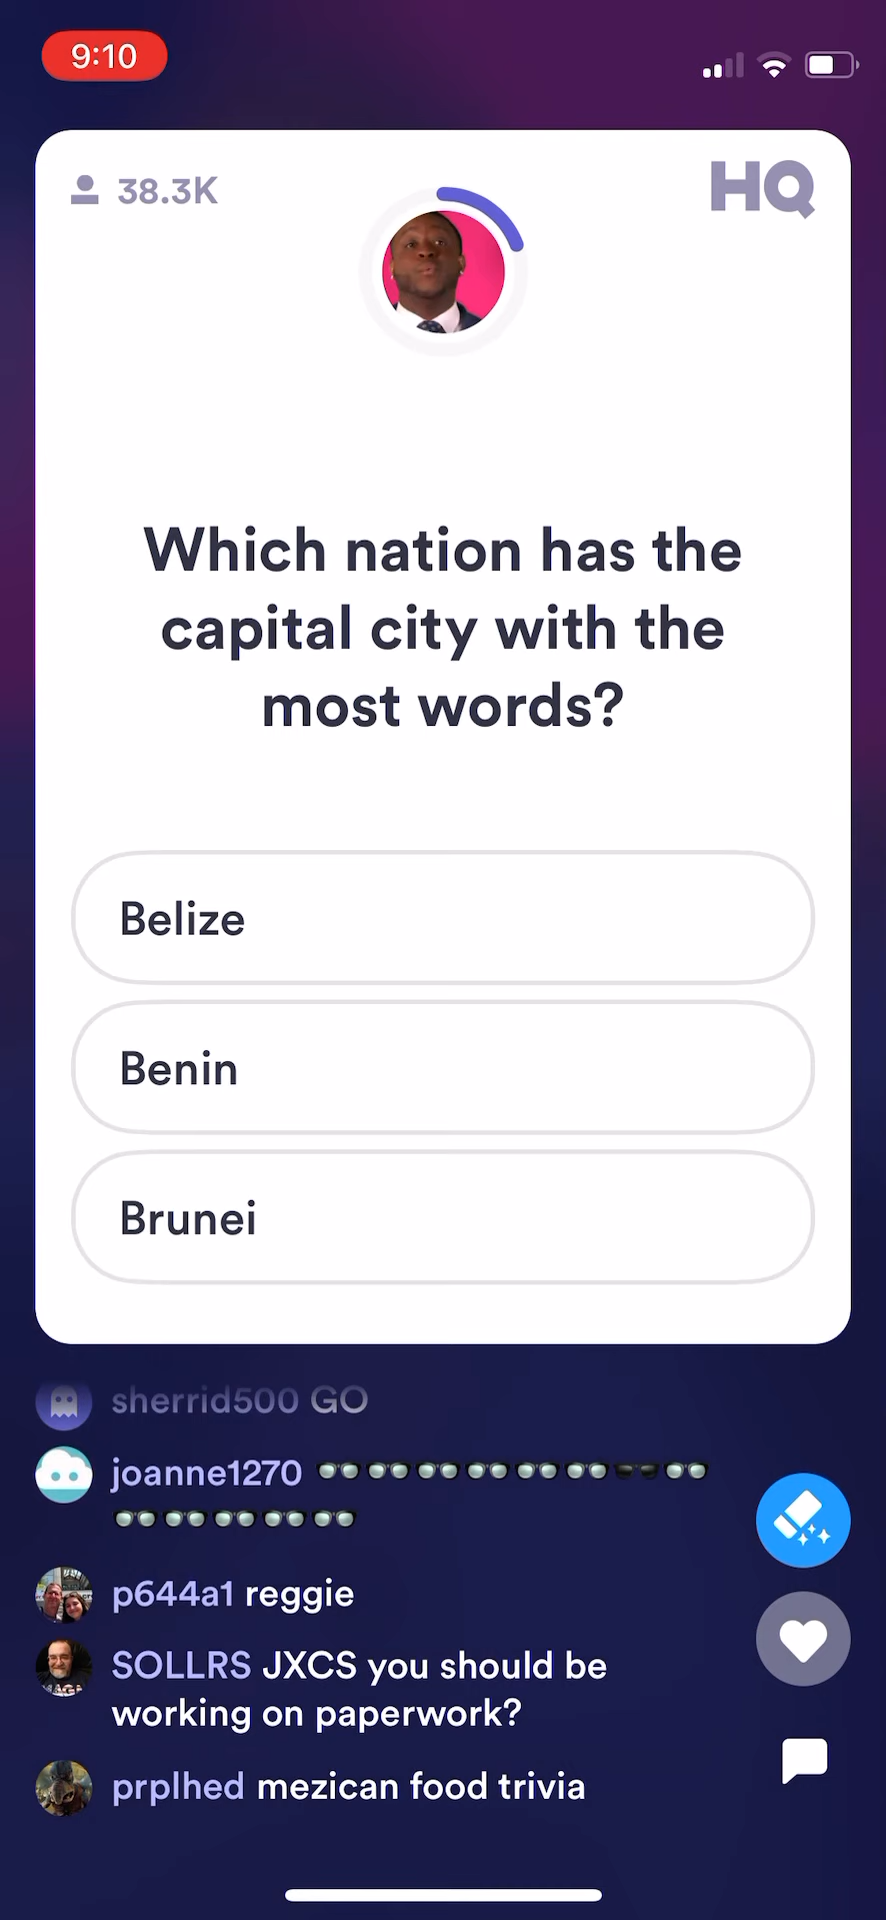 9:10
38.3K
HQ
Which nation has the
capital city with the
most words?
Belize
Benin
Brunei
sherrid500 GO
joanne1270 🕶️🕶️🕶️🕶️🕶️🕶️🕶️🕶️
p644a1 reggie
SOLLRS JXCS you should be
working on paperwork?
prplhed mezican food trivia